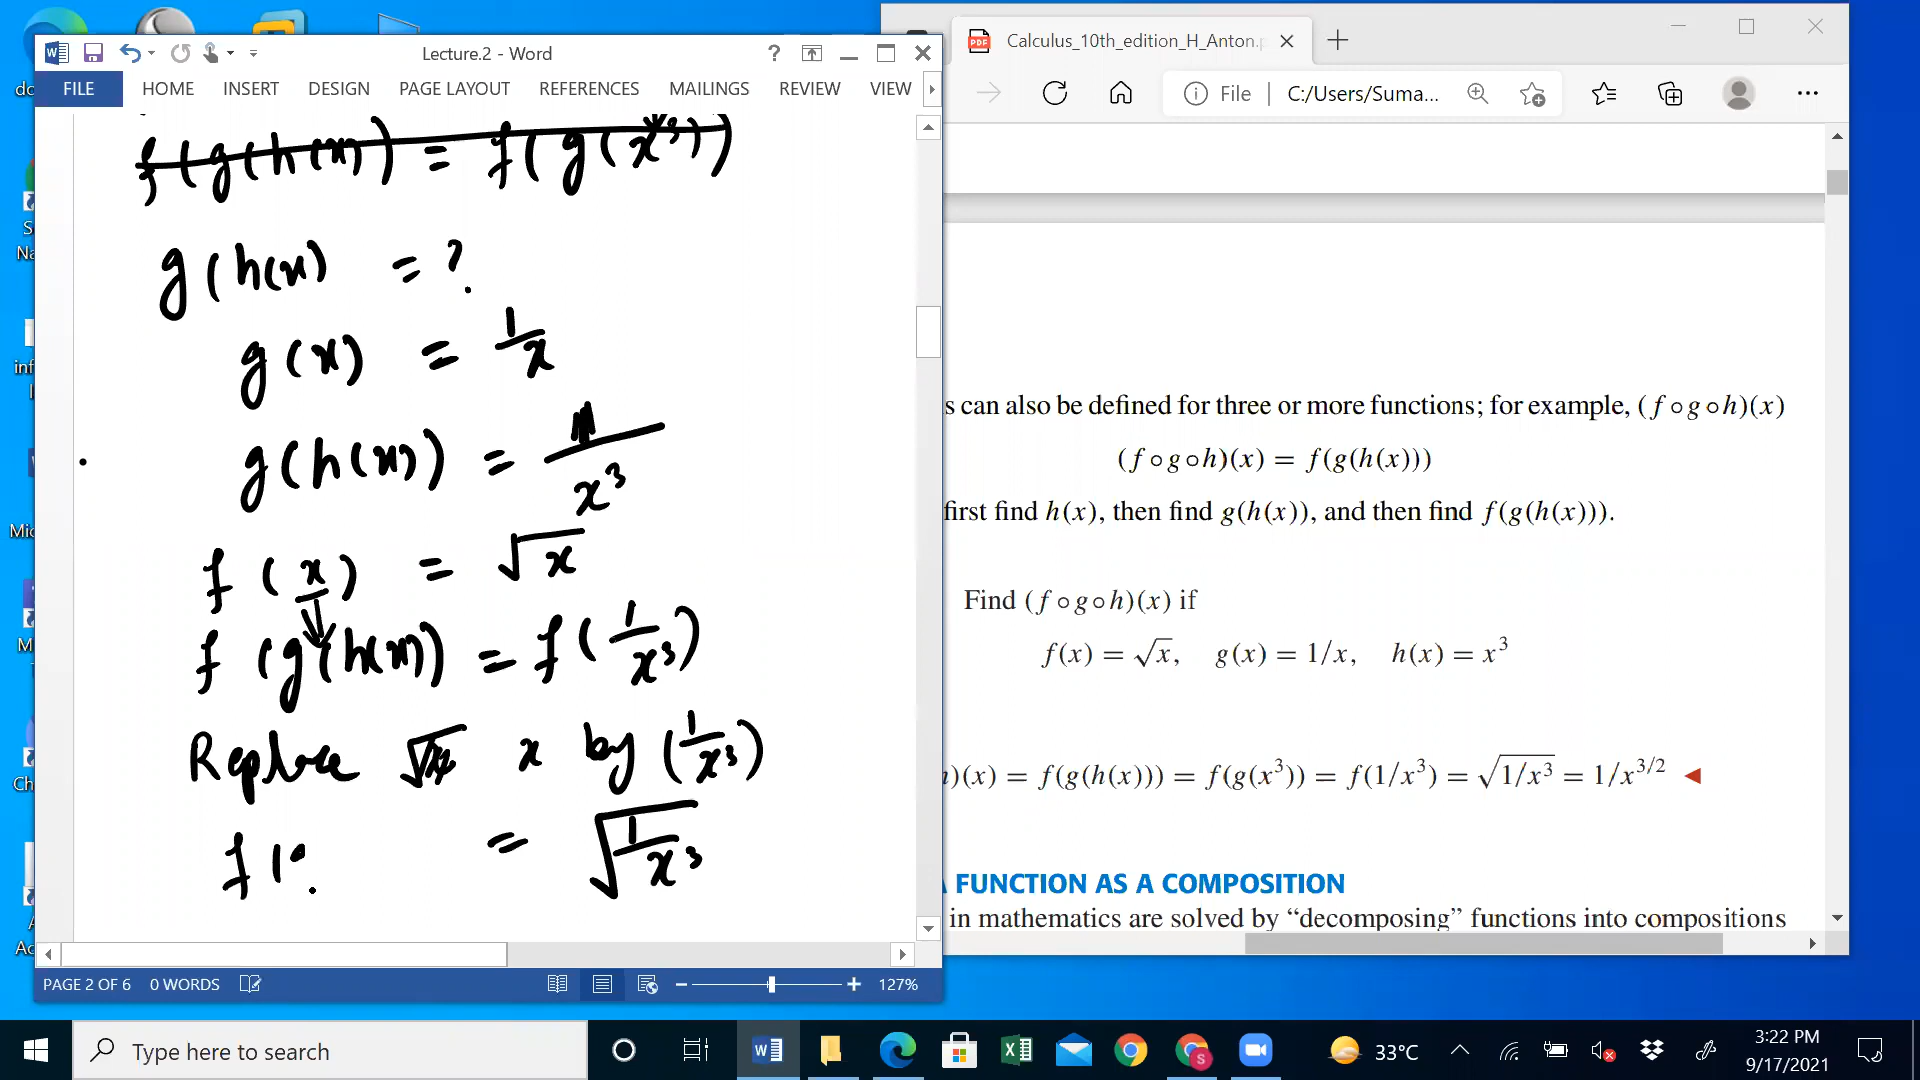 Lecture.2 - Word
FILE HOME INSERT DESIGN PAGE LAYOUT REFERENCES MAILINGS REVIEW VIEW
f(g(h(x)) = f(g(x³))
g(h(x)) = ?
g(x) = 1/x
g(h(x)) = 1/x³
f(x) = √x
f(g(h(x)) = f(1/x³)
Replace √x x by (1/x³)
f( = √(1/x³)
PAGE 2 OF 6 0 WORDS 127%
Calculus_10th_edition_H_Anton.p
File C:/Users/Suma...
s can also be defined for three or more functions; for example, (f∘g∘h)(x)
(f∘g∘h)(x) = f(g(h(x)))
first find h(x), then find g(h(x)), and then find f(g(h(x))).
Find (f∘g∘h)(x) if
f(x) = √x, g(x) = 1/x, h(x) = x³
)(x) = f(g(h(x))) = f(g(x³)) = f(1/x³) = √1/x³ = 1/x^3/2
FUNCTION AS A COMPOSITION
in mathematics are solved by “decomposing” functions into compositions
Type here to search
33°C
3:22 PM
9/17/2021